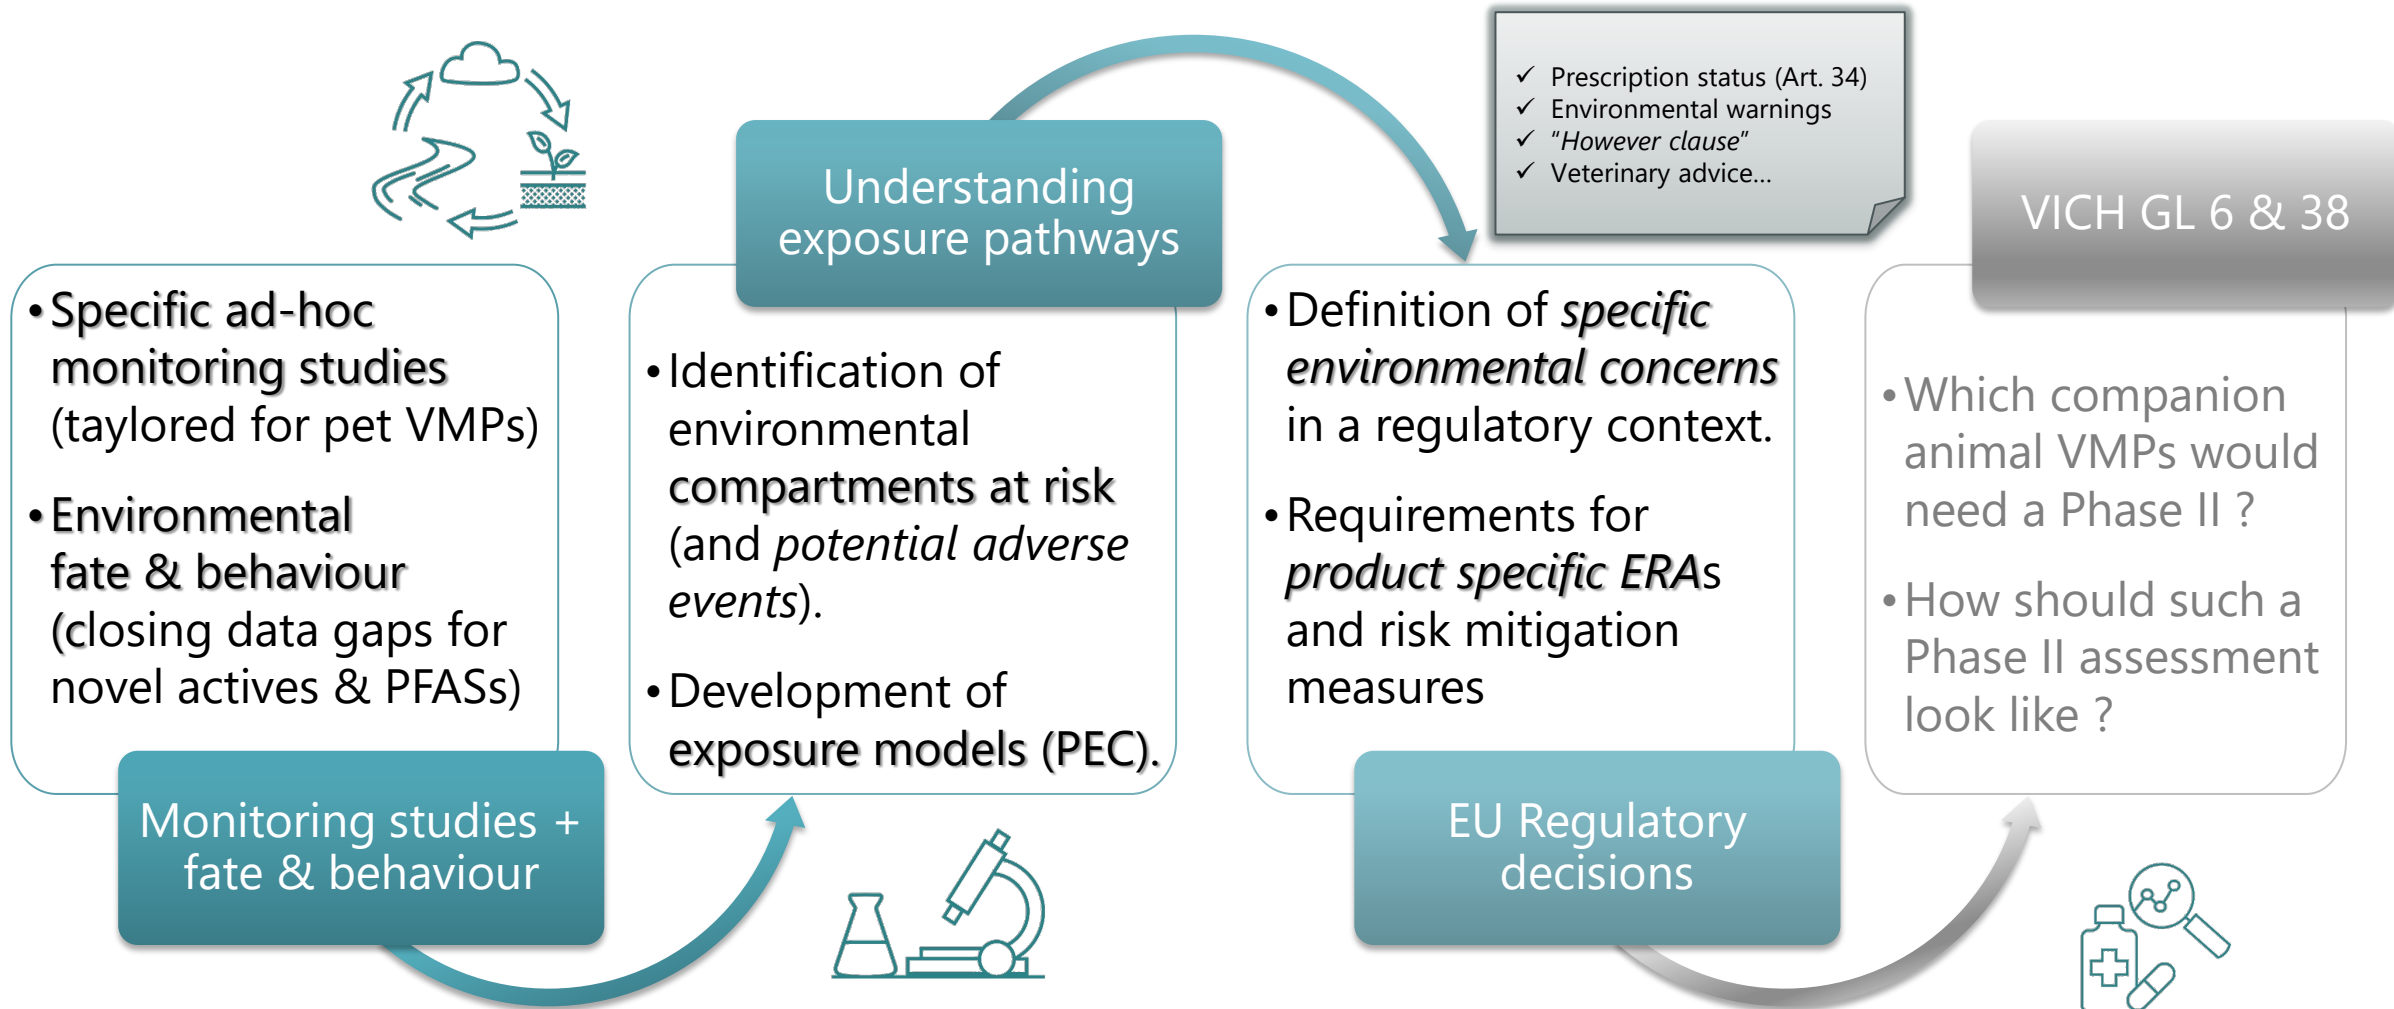 • Specific ad-hoc
monitoring studies
(taylored for pet VMPs)
• Environmental
fate & behaviour
(closing data gaps for
novel actives & PFASs)
Monitoring studies +
fate & behaviour
Understanding
exposure pathways
• Identification of
environmental
compartments at risk
(and potential adverse
events).
• Development of
exposure models (PEC).
✓ Prescription status (Art. 34)
✓ Environmental warnings
✓ "However clause"
✓ Veterinary advice...
• Definition of specific
environmental concerns
in a regulatory context.
• Requirements for
product specific ERAs
and risk mitigation
measures
EU Regulatory
decisions
VICH GL 6 & 38
• Which companion
animal VMPs would
need a Phase II ?
• How should such a
Phase II assessment
look like ?